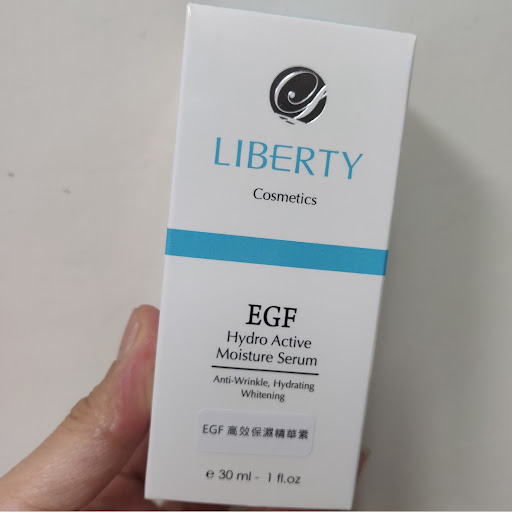 LIBERTY
Cosmetics
EGF
Hydro Active
Moisture Serum
Anti-Wrinkle, Hydrating
Whitening
EGF 高效保濕精華素
e 30 ml - 1 fl.oz